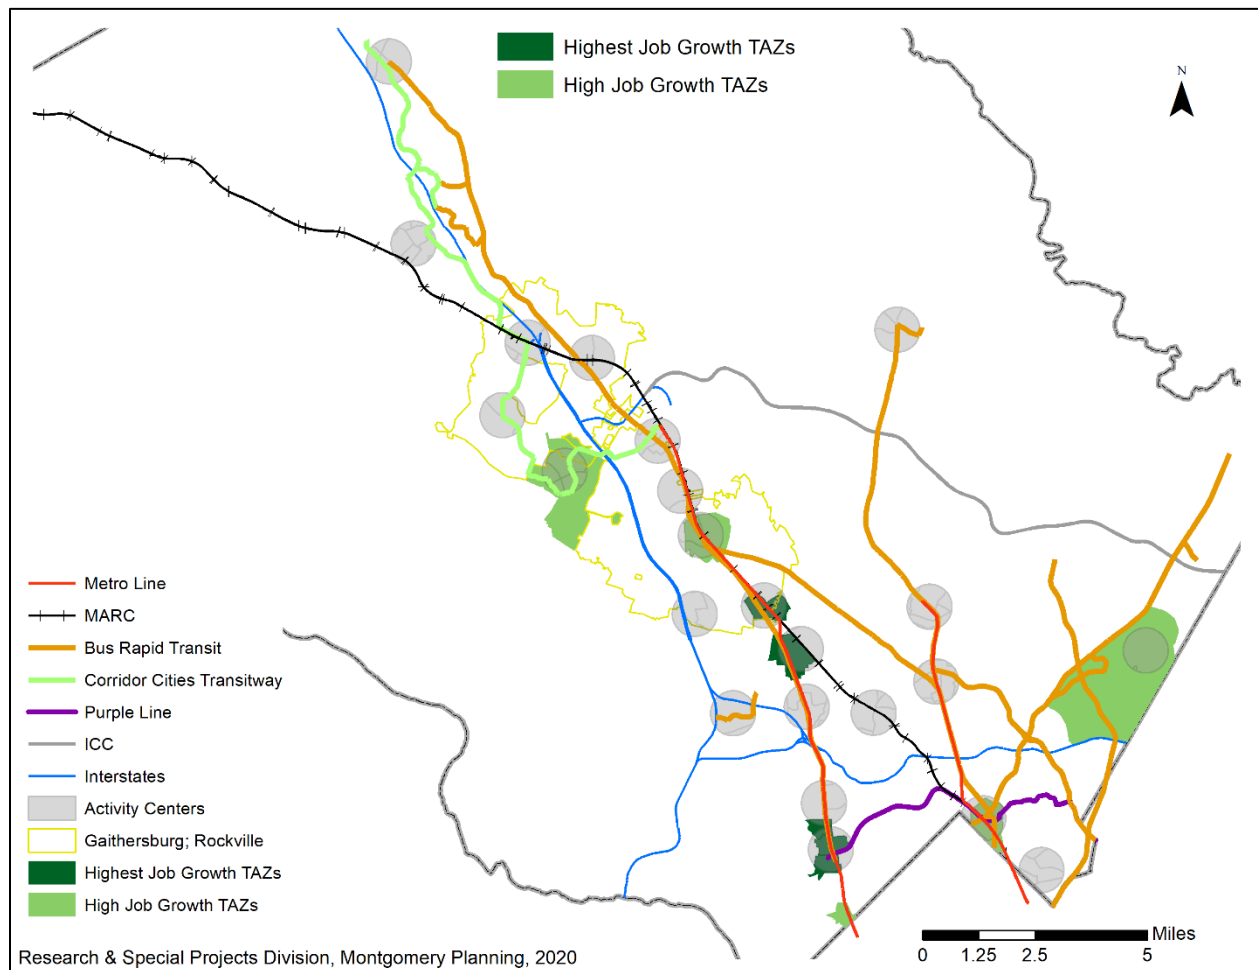 Highest Job Growth TAZs
High Job Growth TAZs
N
Metro Line
MARC
Bus Rapid Transit
Corridor Cities Transitway
Purple Line
ICC
Interstates
Activity Centers
Gaithersburg; Rockville
Highest Job Growth TAZs
High Job Growth TAZs
Research & Special Projects Division, Montgomery Planning, 2020
Miles
0 1.25 2.5 5